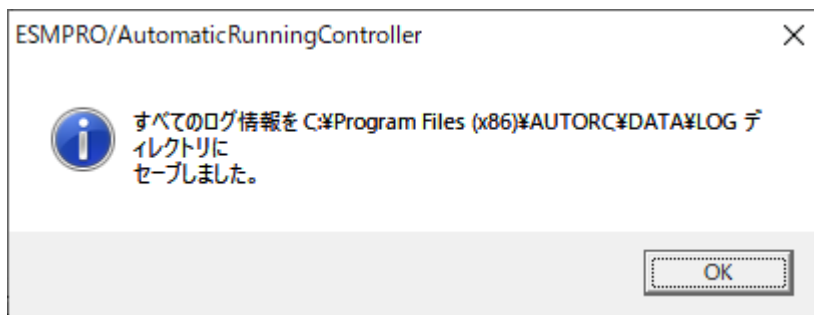 ESMPRO/AutomaticRunningController
すべてのログ情報を C:¥Program Files (x86)¥AUTORC¥DATA¥LOG デ
ィレクトリに
セーブしました。
OK